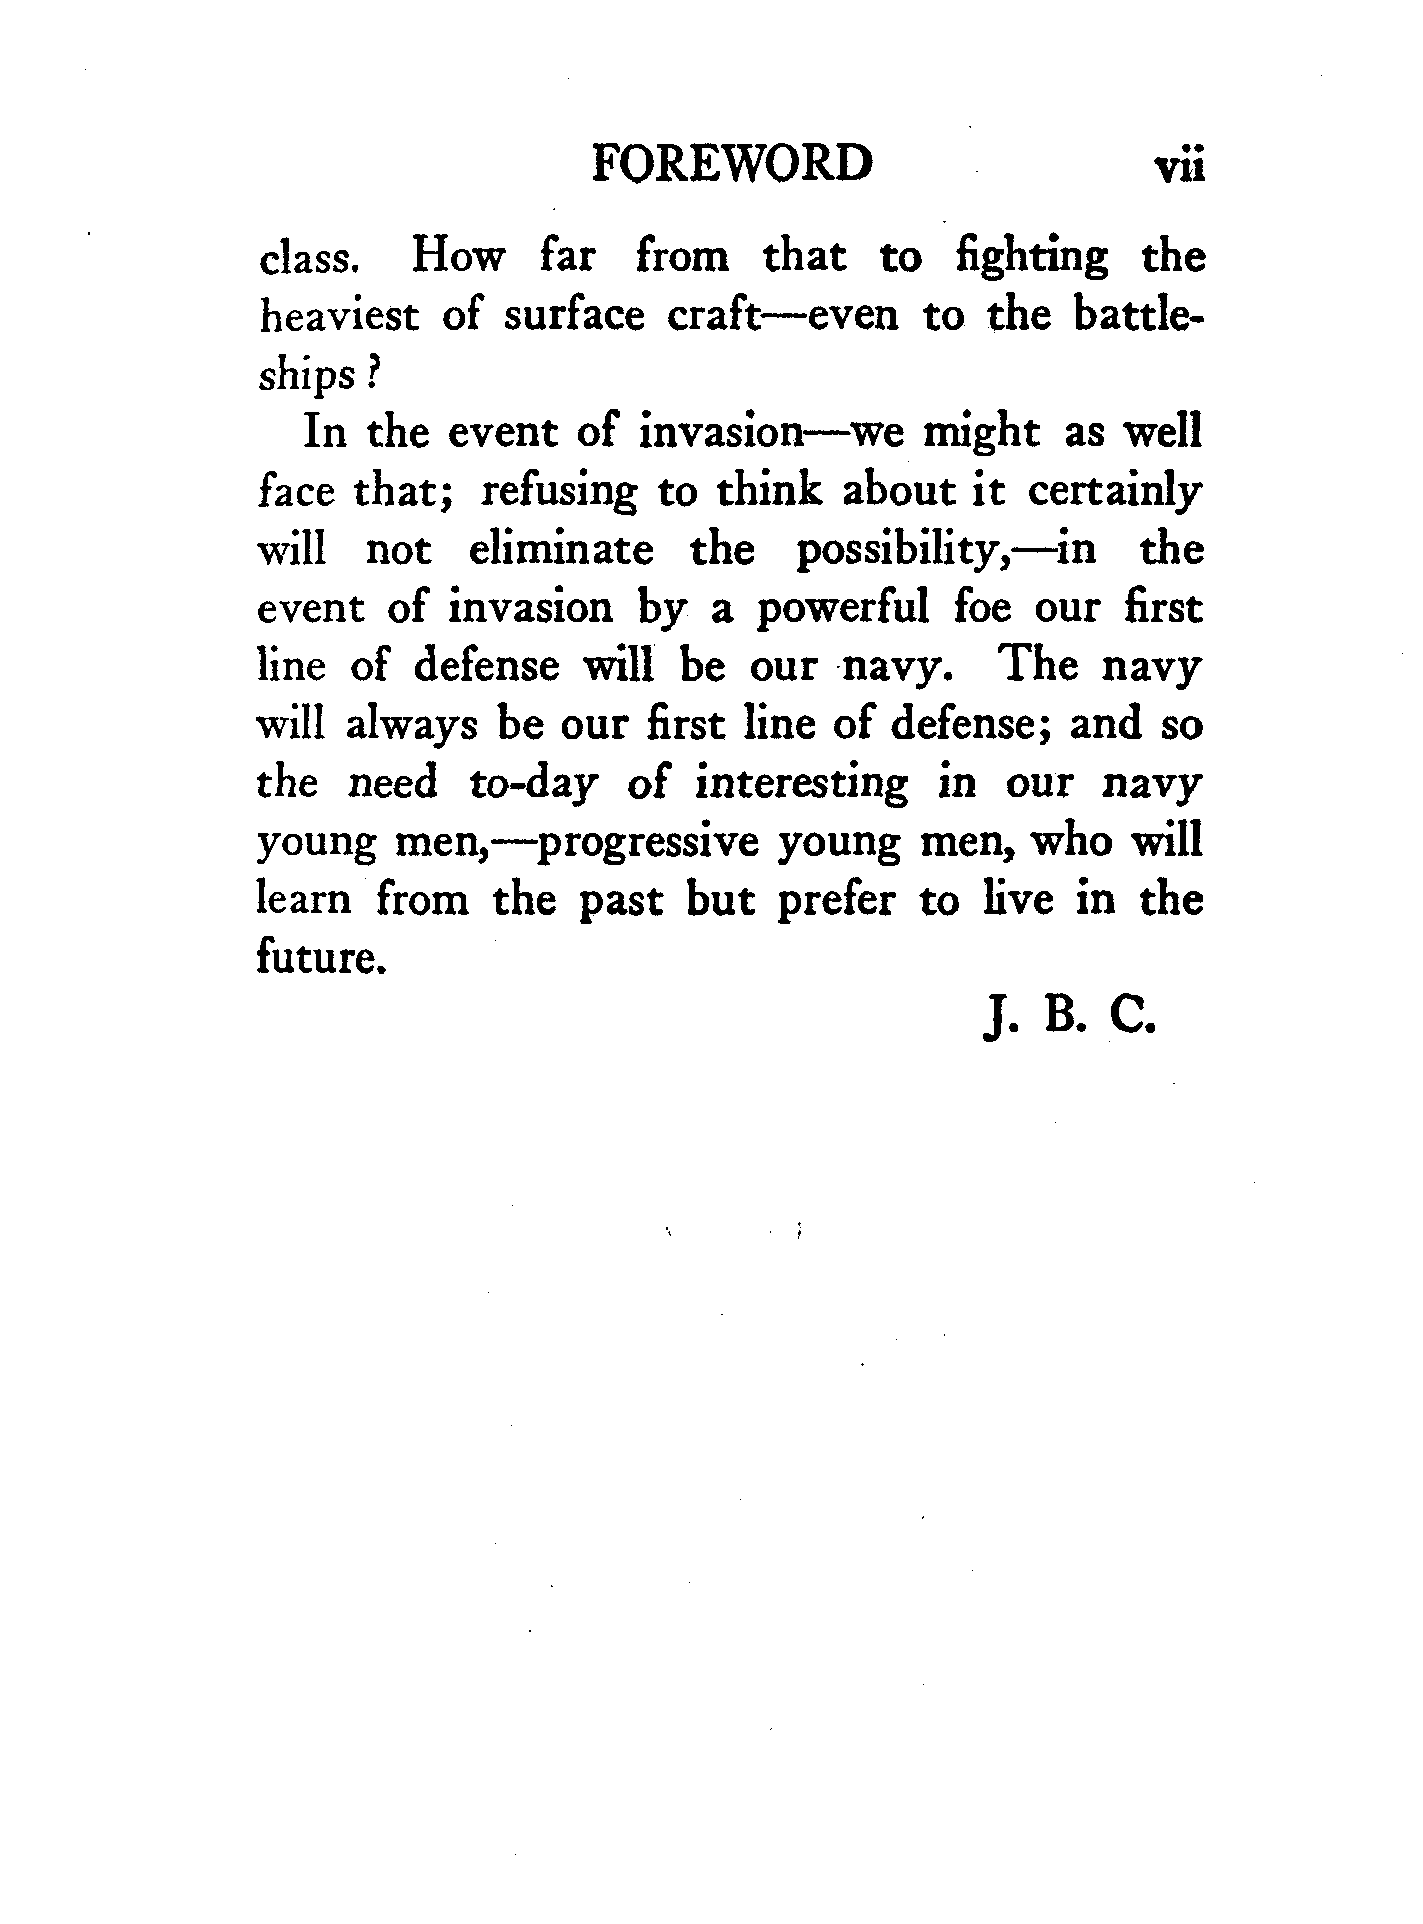 FOREWORD vii
class. How far from that to fighting the
heaviest of surface craft—even to the battle-
ships?
In the event of invasion—we might as well
face that; refusing to think about it certainly
will not eliminate the possibility,—in the
event of invasion by a powerful foe our first
line of defense will be our navy. The navy
will always be our first line of defense; and so
the need to-day of interesting in our navy
young men,—progressive young men, who will
learn from the past but prefer to live in the
future.
J. B. C.